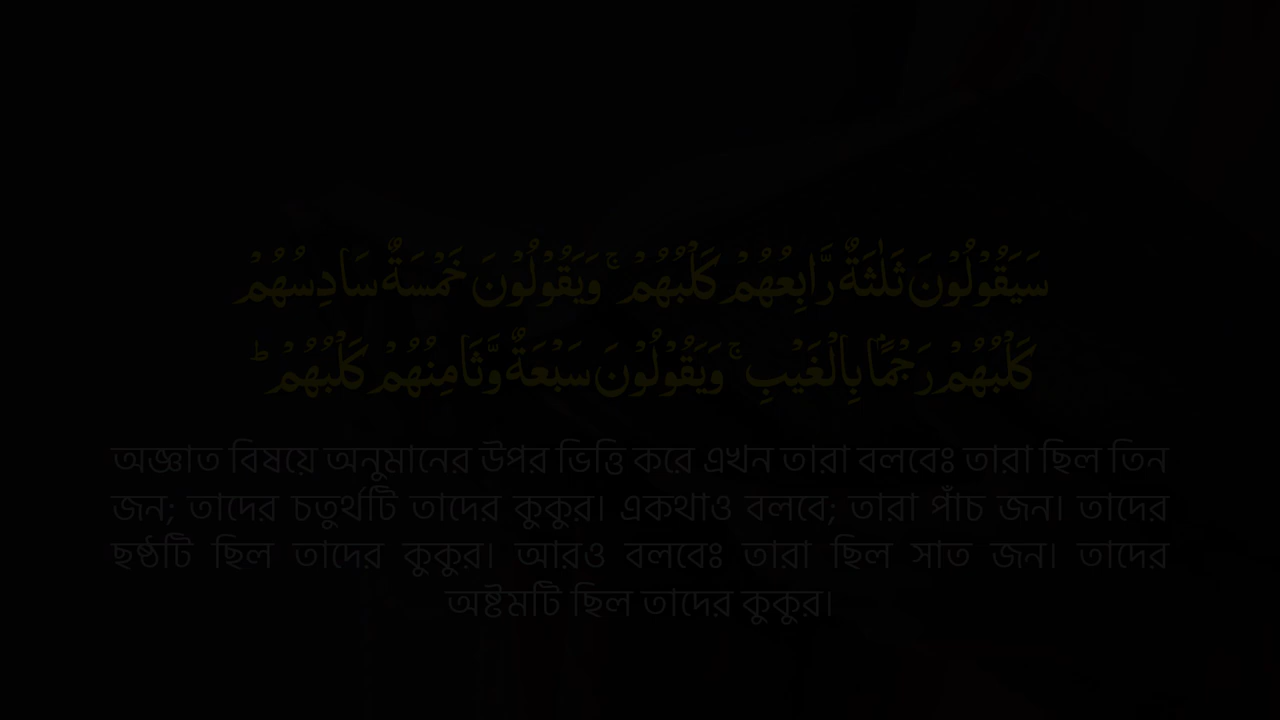 سَيَقُوْلُوْنَ ثَلٰثَةٌ رَّابِعُهُمْ كَلْبُهُمْ ۚ وَيَقُوْلُوْنَ خَمْسَةٌ سَادِسُهُمْ
كَلْبُهُمْ رَجْمًۢا بِالْغَيْبِ ۚ وَيَقُوْلُوْنَ سَبْعَةٌ وَّثَامِنُهُمْ كَلْبُهُمْ ؕ
অজ্ঞাত বিষয়ে অনুমানের উপর ভিত্তি করে এখন তারা বলবেঃ তারা ছিল তিন
জন; তাদের চতুর্থটি তাদের কুকুর। একথাও বলবে; তারা পাঁচ জন। তাদের
ছষ্ঠটি ছিল তাদের কুকুর। আরও বলবেঃ তারা ছিল সাত জন। তাদের
অষ্টমটি ছিল তাদের কুকুর।